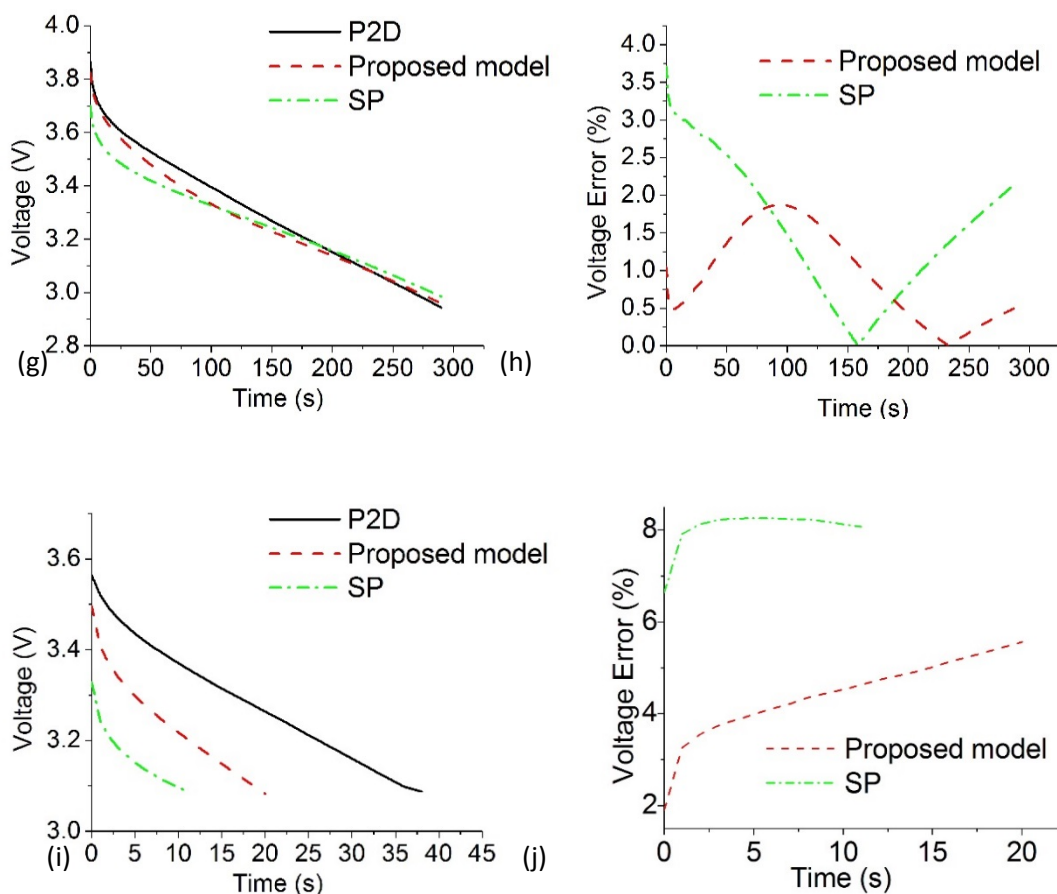 4.0
3.8
3.6
3.4
3.2
3.0
2.8
Voltage (V)
P2D
Proposed model
SP
0 50 100 150 200 250 300
Time (s)
(g)
4.0
3.5
3.0
2.5
2.0
1.5
1.0
0.5
0.0
Voltage Error (%)
Proposed model
SP
0 50 100 150 200 250 300
Time (s)
(h)
3.6
3.4
3.2
3.0
Voltage (V)
P2D
Proposed model
SP
0 5 10 15 20 25 30 35 40 45
Time (s)
(i)
8
6
4
2
Voltage Error (%)
Proposed model
SP
0 5 10 15 20
Time (s)
(j)